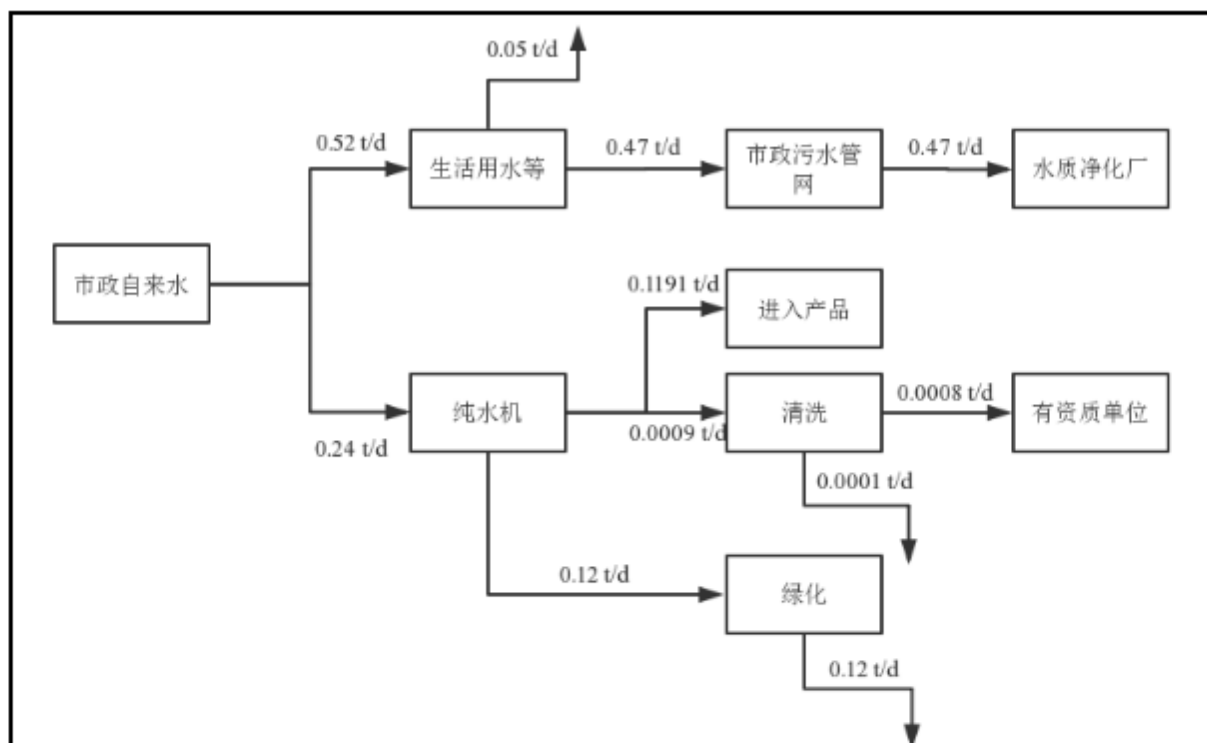 0.05 t/d
0.52 t/d
生活用水等
0.47 t/d
市政污水管
网
0.47 t/d
水质净化厂
市政自来水
0.1191 t/d
进入产品
0.24 t/d
纯水机
0.0009 t/d
清洗
0.0008 t/d
有资质单位
0.0001 t/d
0.12 t/d
绿化
0.12 t/d